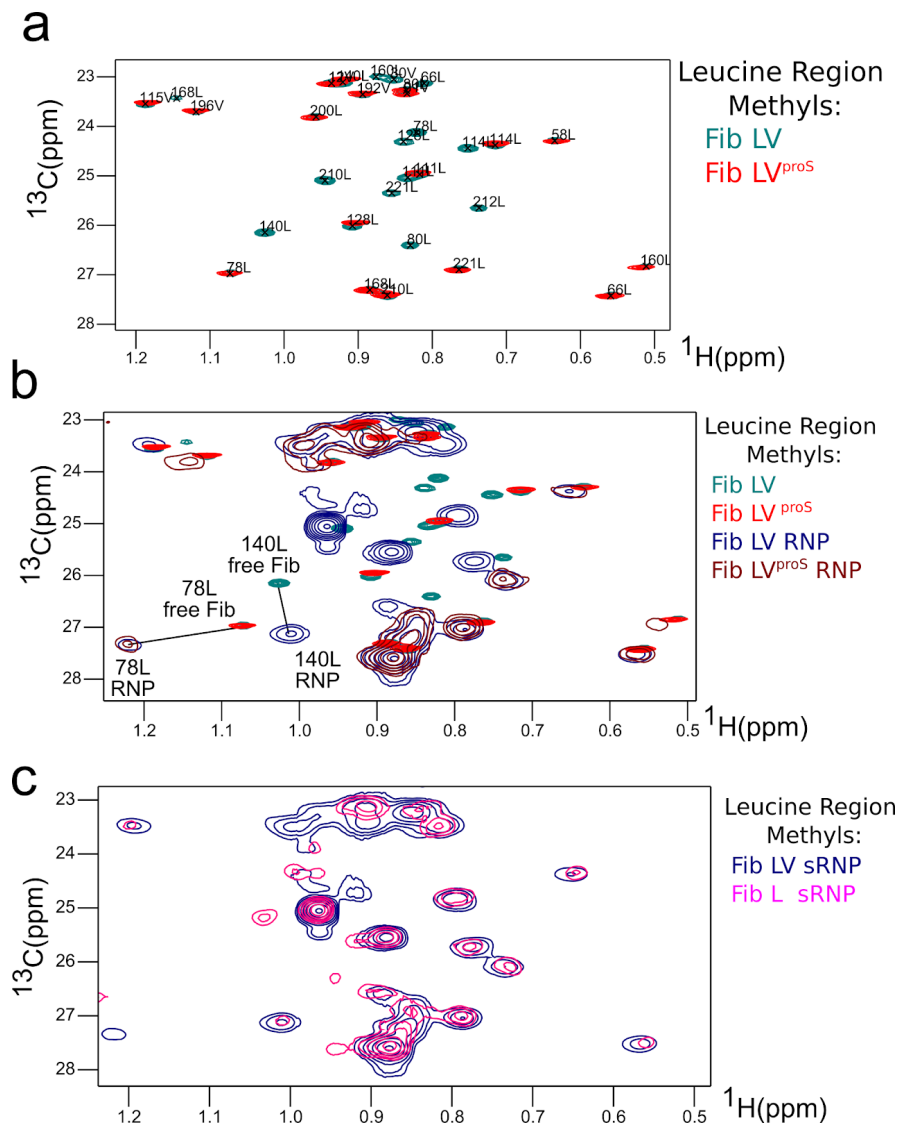 a
Leucine Region
Methyls:
Fib LV
Fib LVproS
13C(ppm)
23
24
25
26
27
28
160L
80V
66L
140L
168L
115V
196V
192V
200L
78L
128L
114L
114L
58L
111L
210L
221L
212L
140L
128L
80L
78L
221L
160L
168L
210L
66L
1.2
1.1
1.0
0.9
0.8
0.7
0.6
0.5
1H(ppm)
b
Leucine Region
Methyls:
Fib LV
Fib LV proS
Fib LV RNP
Fib LVproS RNP
13C(ppm)
23
24
25
26
27
28
140L
free Fib
78L
free Fib
78L
RNP
140L
RNP
1.2
1.1
1.0
0.9
0.8
0.7
0.6
0.5
1H(ppm)
c
Leucine Region
Methyls:
Fib LV sRNP
Fib L sRNP
13C(ppm)
23
24
25
26
27
28
1.2
1.1
1.0
0.9
0.8
0.7
0.6
0.5
1H(ppm)